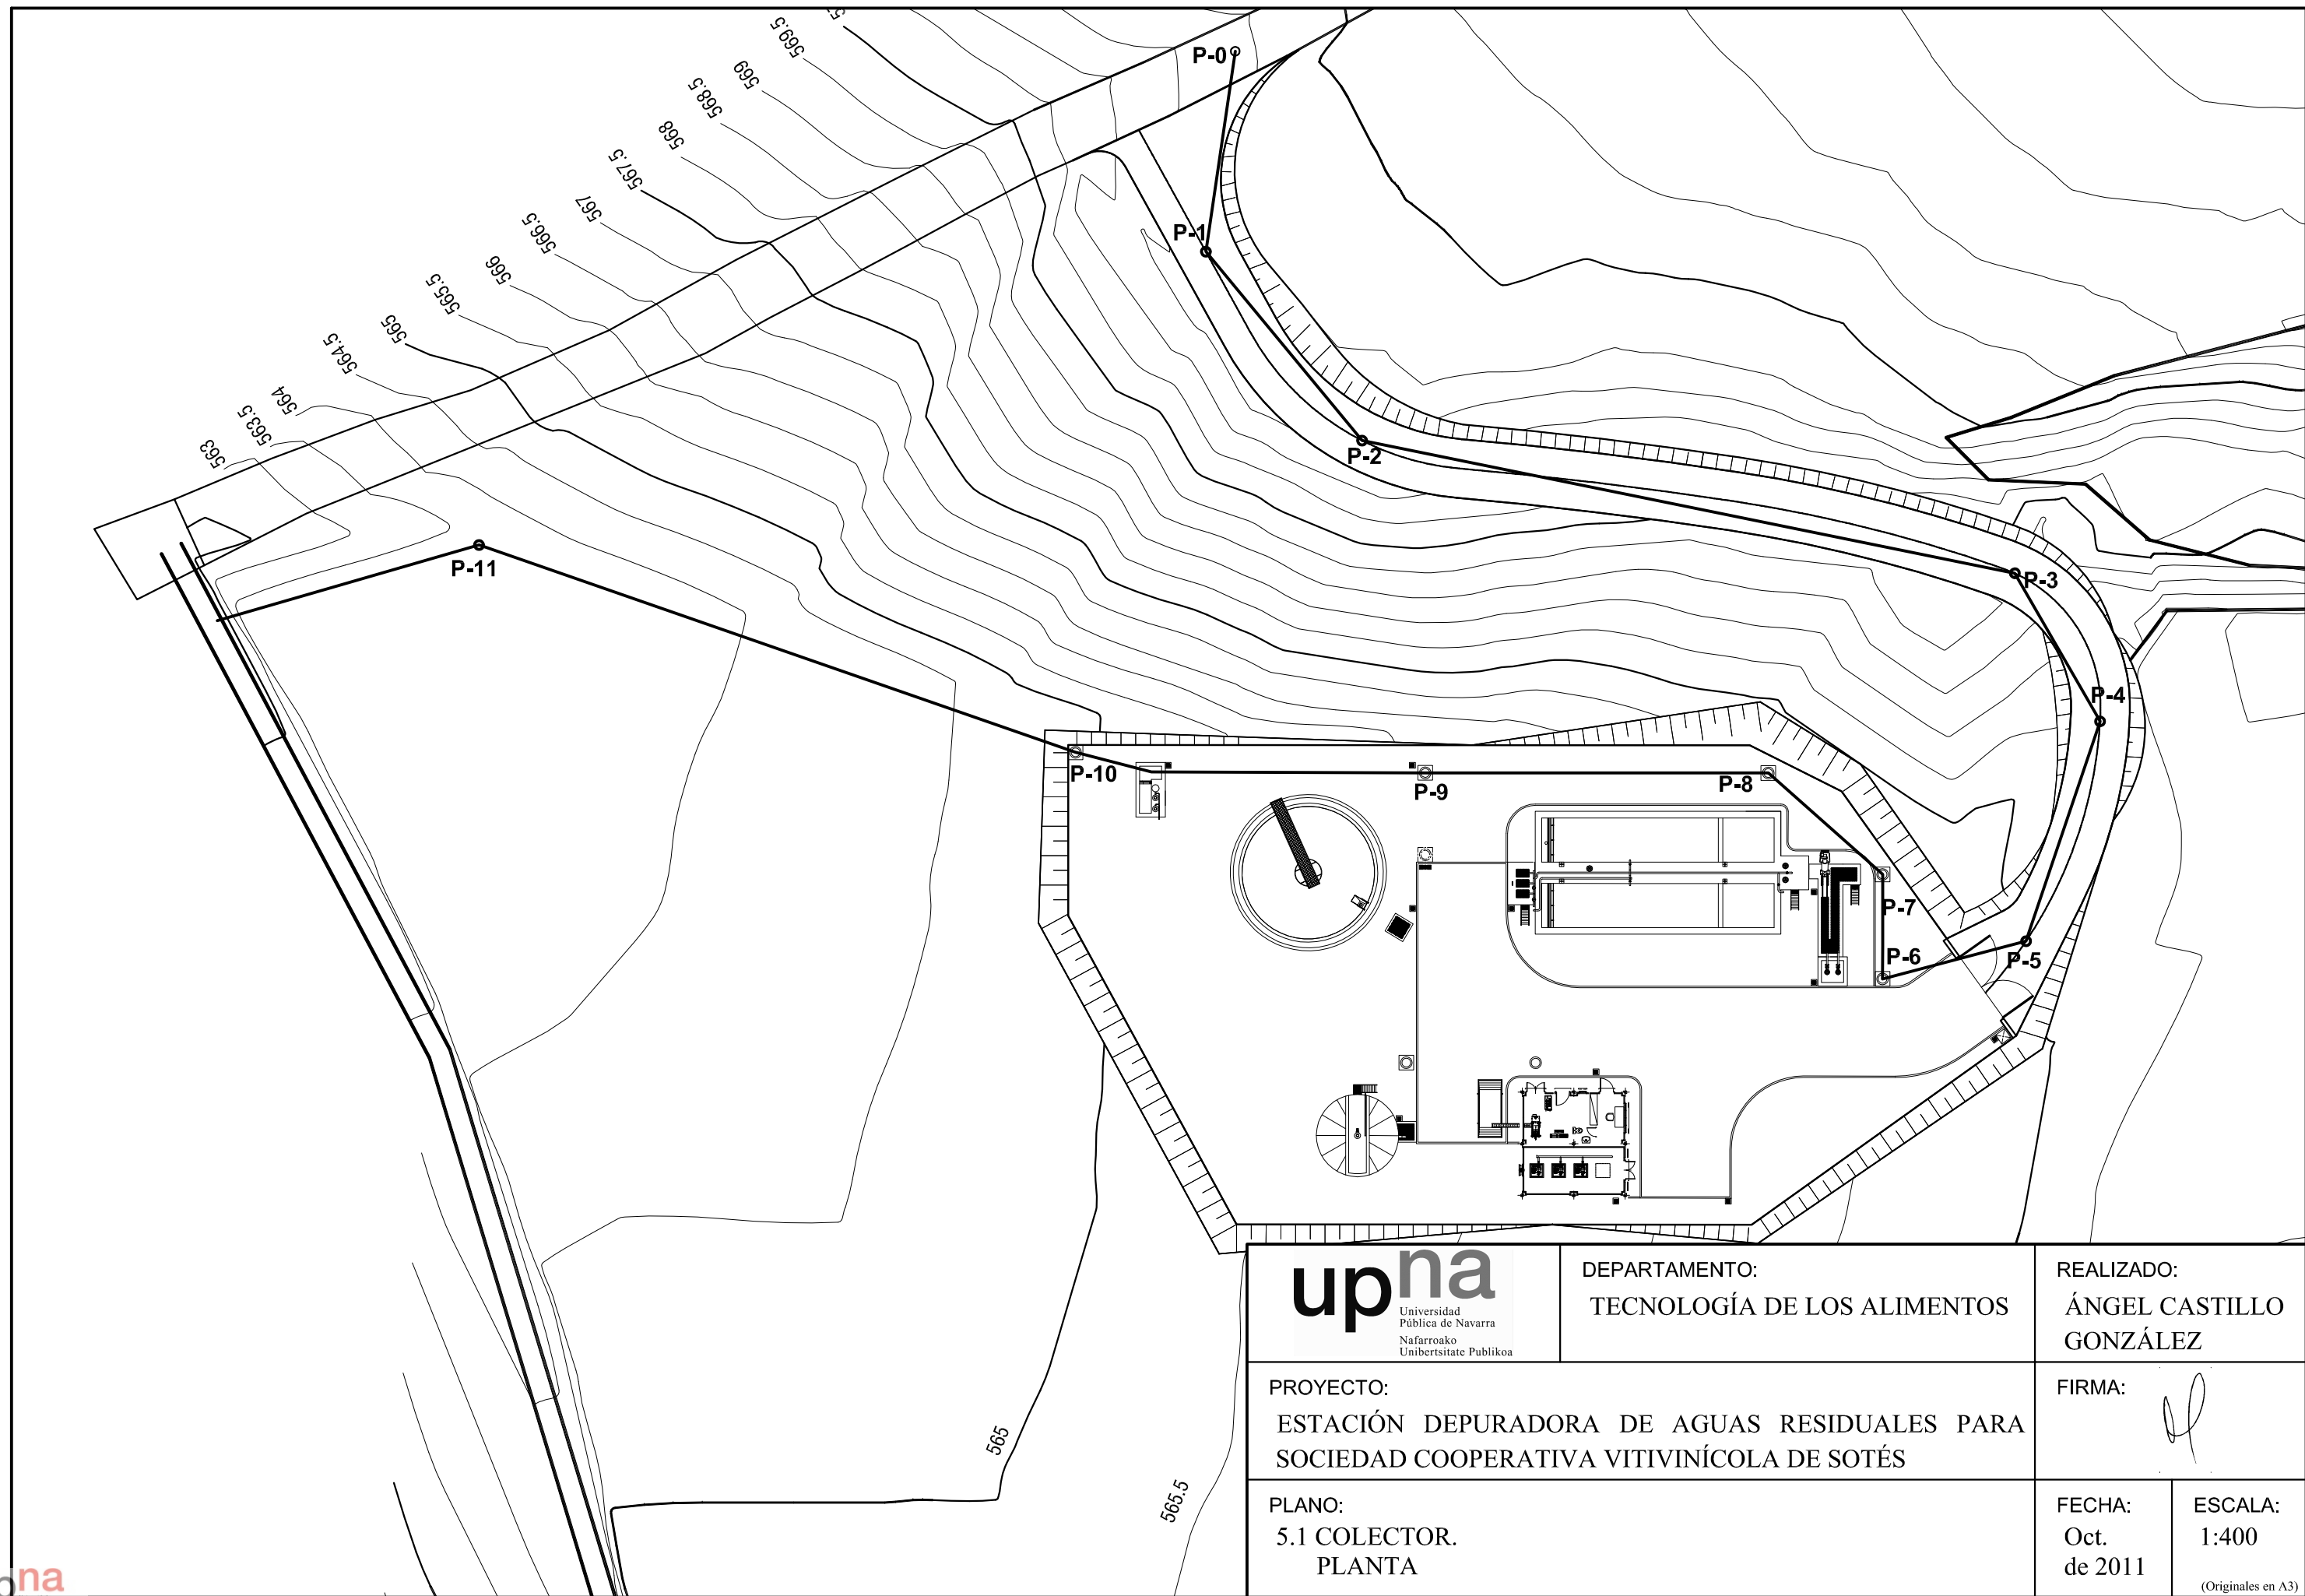 569.5
569
568.5
568
567.5
567
566.5
566
565.5
565
564.5
564
563.5
563
P-0
P-1
P-2
P-3
P-4
P-5
P-6
P-7
P-8
P-9
P-10
P-11
565
565.5
upna
Universidad
Pública de Navarra
Nafarroako
Unibertsitate Publikoa
DEPARTAMENTO:
TECNOLOGÍA DE LOS ALIMENTOS
REALIZADO:
ÁNGEL CASTILLO
GONZÁLEZ
PROYECTO:
ESTACIÓN DEPURADORA DE AGUAS RESIDUALES PARA
SOCIEDAD COOPERATIVA VITIVINÍCOLA DE SOTÉS
FIRMA:
PLANO:
5.1 COLECTOR.
PLANTA
FECHA:
Oct.
de 2011
ESCALA:
1:400
(Originales en A3)
na